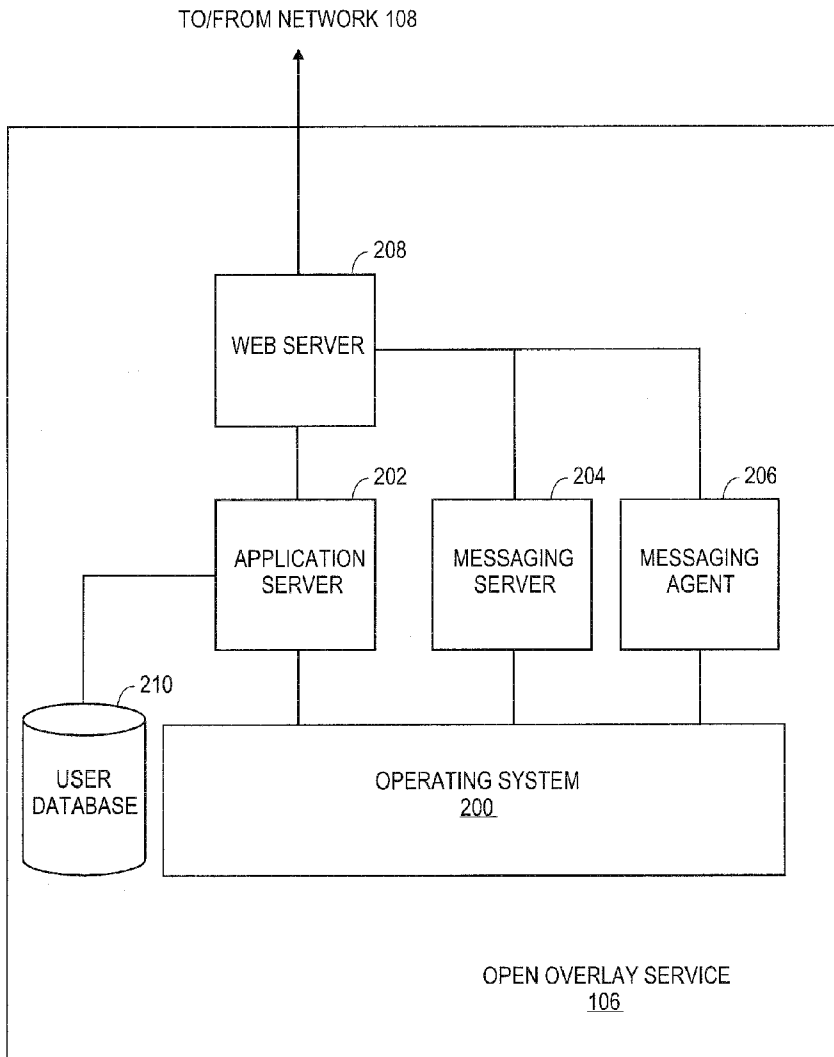 TO/FROM NETWORK 108
208
WEB SERVER
202
APPLICATION
SERVER
204
MESSAGING
SERVER
206
MESSAGING
AGENT
210
USER
DATABASE
OPERATING SYSTEM
200
OPEN OVERLAY SERVICE
106